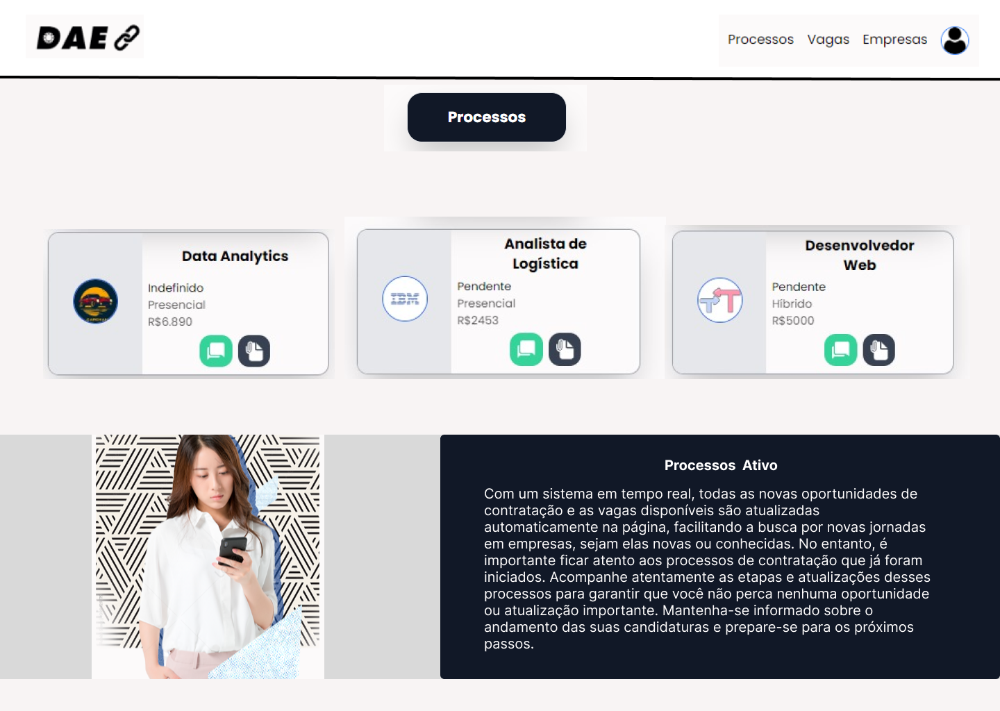 DAE
Processos Vagas Empresas
Processos
Data Analytics
Indefinido
Presencial
R$6.890
Analista de
Logística
IBM
Pendente
Presencial
R$2453
Desenvolvedor
Web
TT
Pendente
Híbrido
R$5000
Processos Ativo
Com um sistema em tempo real, todas as novas oportunidades de
contratação e as vagas disponíveis são atualizadas
automaticamente na página, facilitando a busca por novas jornadas
em empresas, sejam elas novas ou conhecidas. No entanto, é
importante ficar atento aos processos de contratação que já foram
iniciados. Acompanhe atentamente as etapas e atualizações desses
processos para garantir que você não perca nenhuma oportunidade
ou atualização importante. Mantenha-se informado sobre o
andamento das suas candidaturas e prepare-se para os próximos
passos.